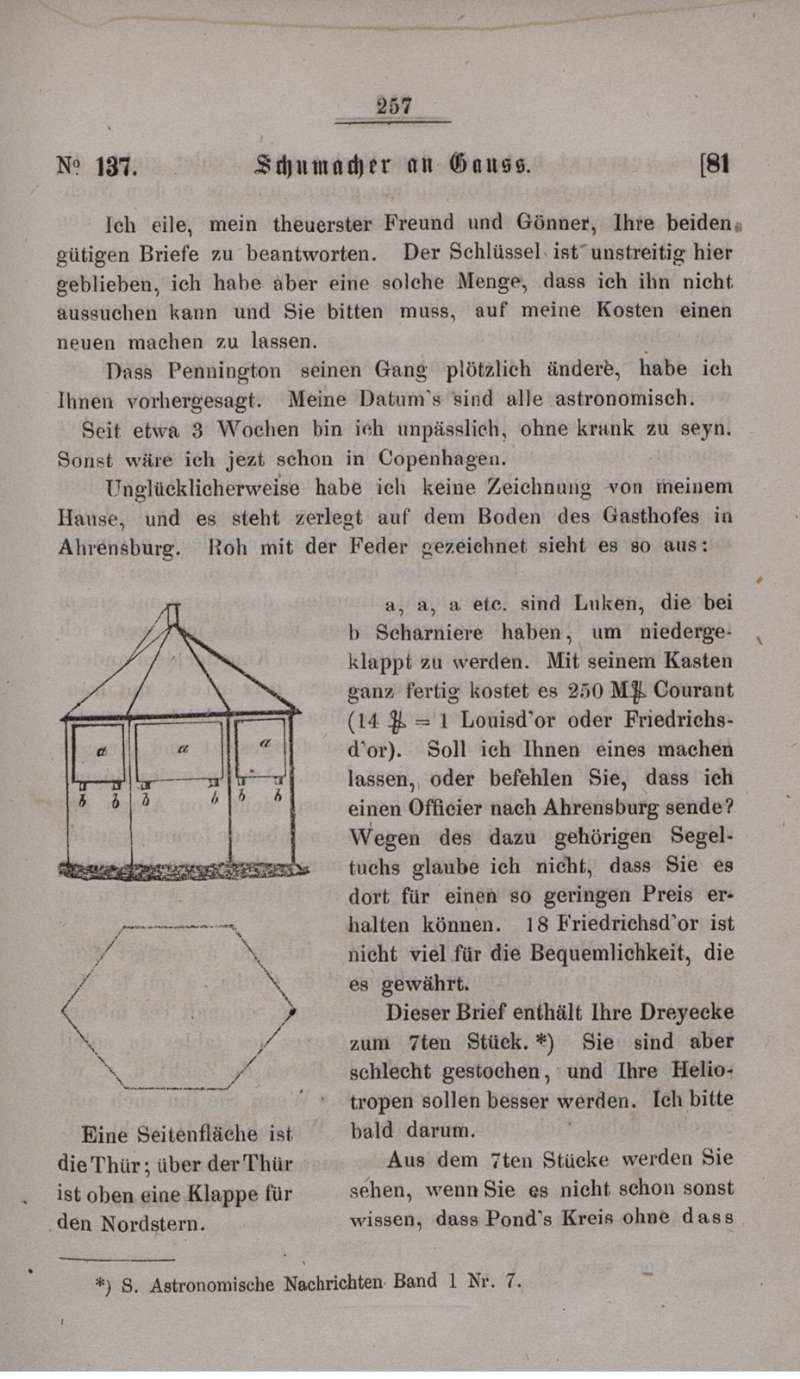 257
No 137. Schumacher an Gauss. [81
Ich eile, mein theuerster Freund und Gönner, Ihre beiden
gütigen Briefe zu beantworten. Der Schlüssel ist unstreitig hier
geblieben, ich habe aber eine solche Menge, dass ich ihn nicht
aussuchen kann und Sie bitten muss, auf meine Kosten einen
neuen machen zu lassen.
Dass Pennington seinen Gang plötzlich ändere, habe ich
Ihnen vorhergesagt. Meine Datum's sind alle astronomisch.
Seit etwa 3 Wochen bin ich unpässlich, ohne krank zu seyn.
Sonst wäre ich jezt schon in Copenhagen.
Unglücklicherweise habe ich keine Zeichnung von meinem
Hause, und es steht zerlegt auf dem Boden des Gasthofes in
Ahrensburg. Roh mit der Feder gezeichnet sieht es so aus:
a a a
b b b b b b
a, a, a etc. sind Luken, die bei
b Scharniere haben, um niederge-
klappt zu werden. Mit seinem Kasten
ganz fertig kostet es 250 M℔ Courant
(14 ℔ = 1 Louisd'or oder Friedrichs-
d'or). Soll ich Ihnen eines machen
lassen, oder befehlen Sie, dass ich
einen Officier nach Ahrensburg sende?
Wegen des dazu gehörigen Segel-
tuchs glaube ich nicht, dass Sie es
dort für einen so geringen Preis er-
halten können. 18 Friedrichsd'or ist
nicht viel für die Bequemlichkeit, die
es gewährt.
Dieser Brief enthält Ihre Dreyecke
zum 7ten Stück. *) Sie sind aber
schlecht gestochen, und Ihre Helio-
tropen sollen besser werden. Ich bitte
bald darum.
Aus dem 7ten Stücke werden Sie
sehen, wenn Sie es nicht schon sonst
wissen, dass Pond's Kreis ohne dass
Eine Seitenfläche ist
die Thür; über der Thür
ist oben eine Klappe für
den Nordstern.
*) S. Astronomische Nachrichten Band 1 Nr. 7.